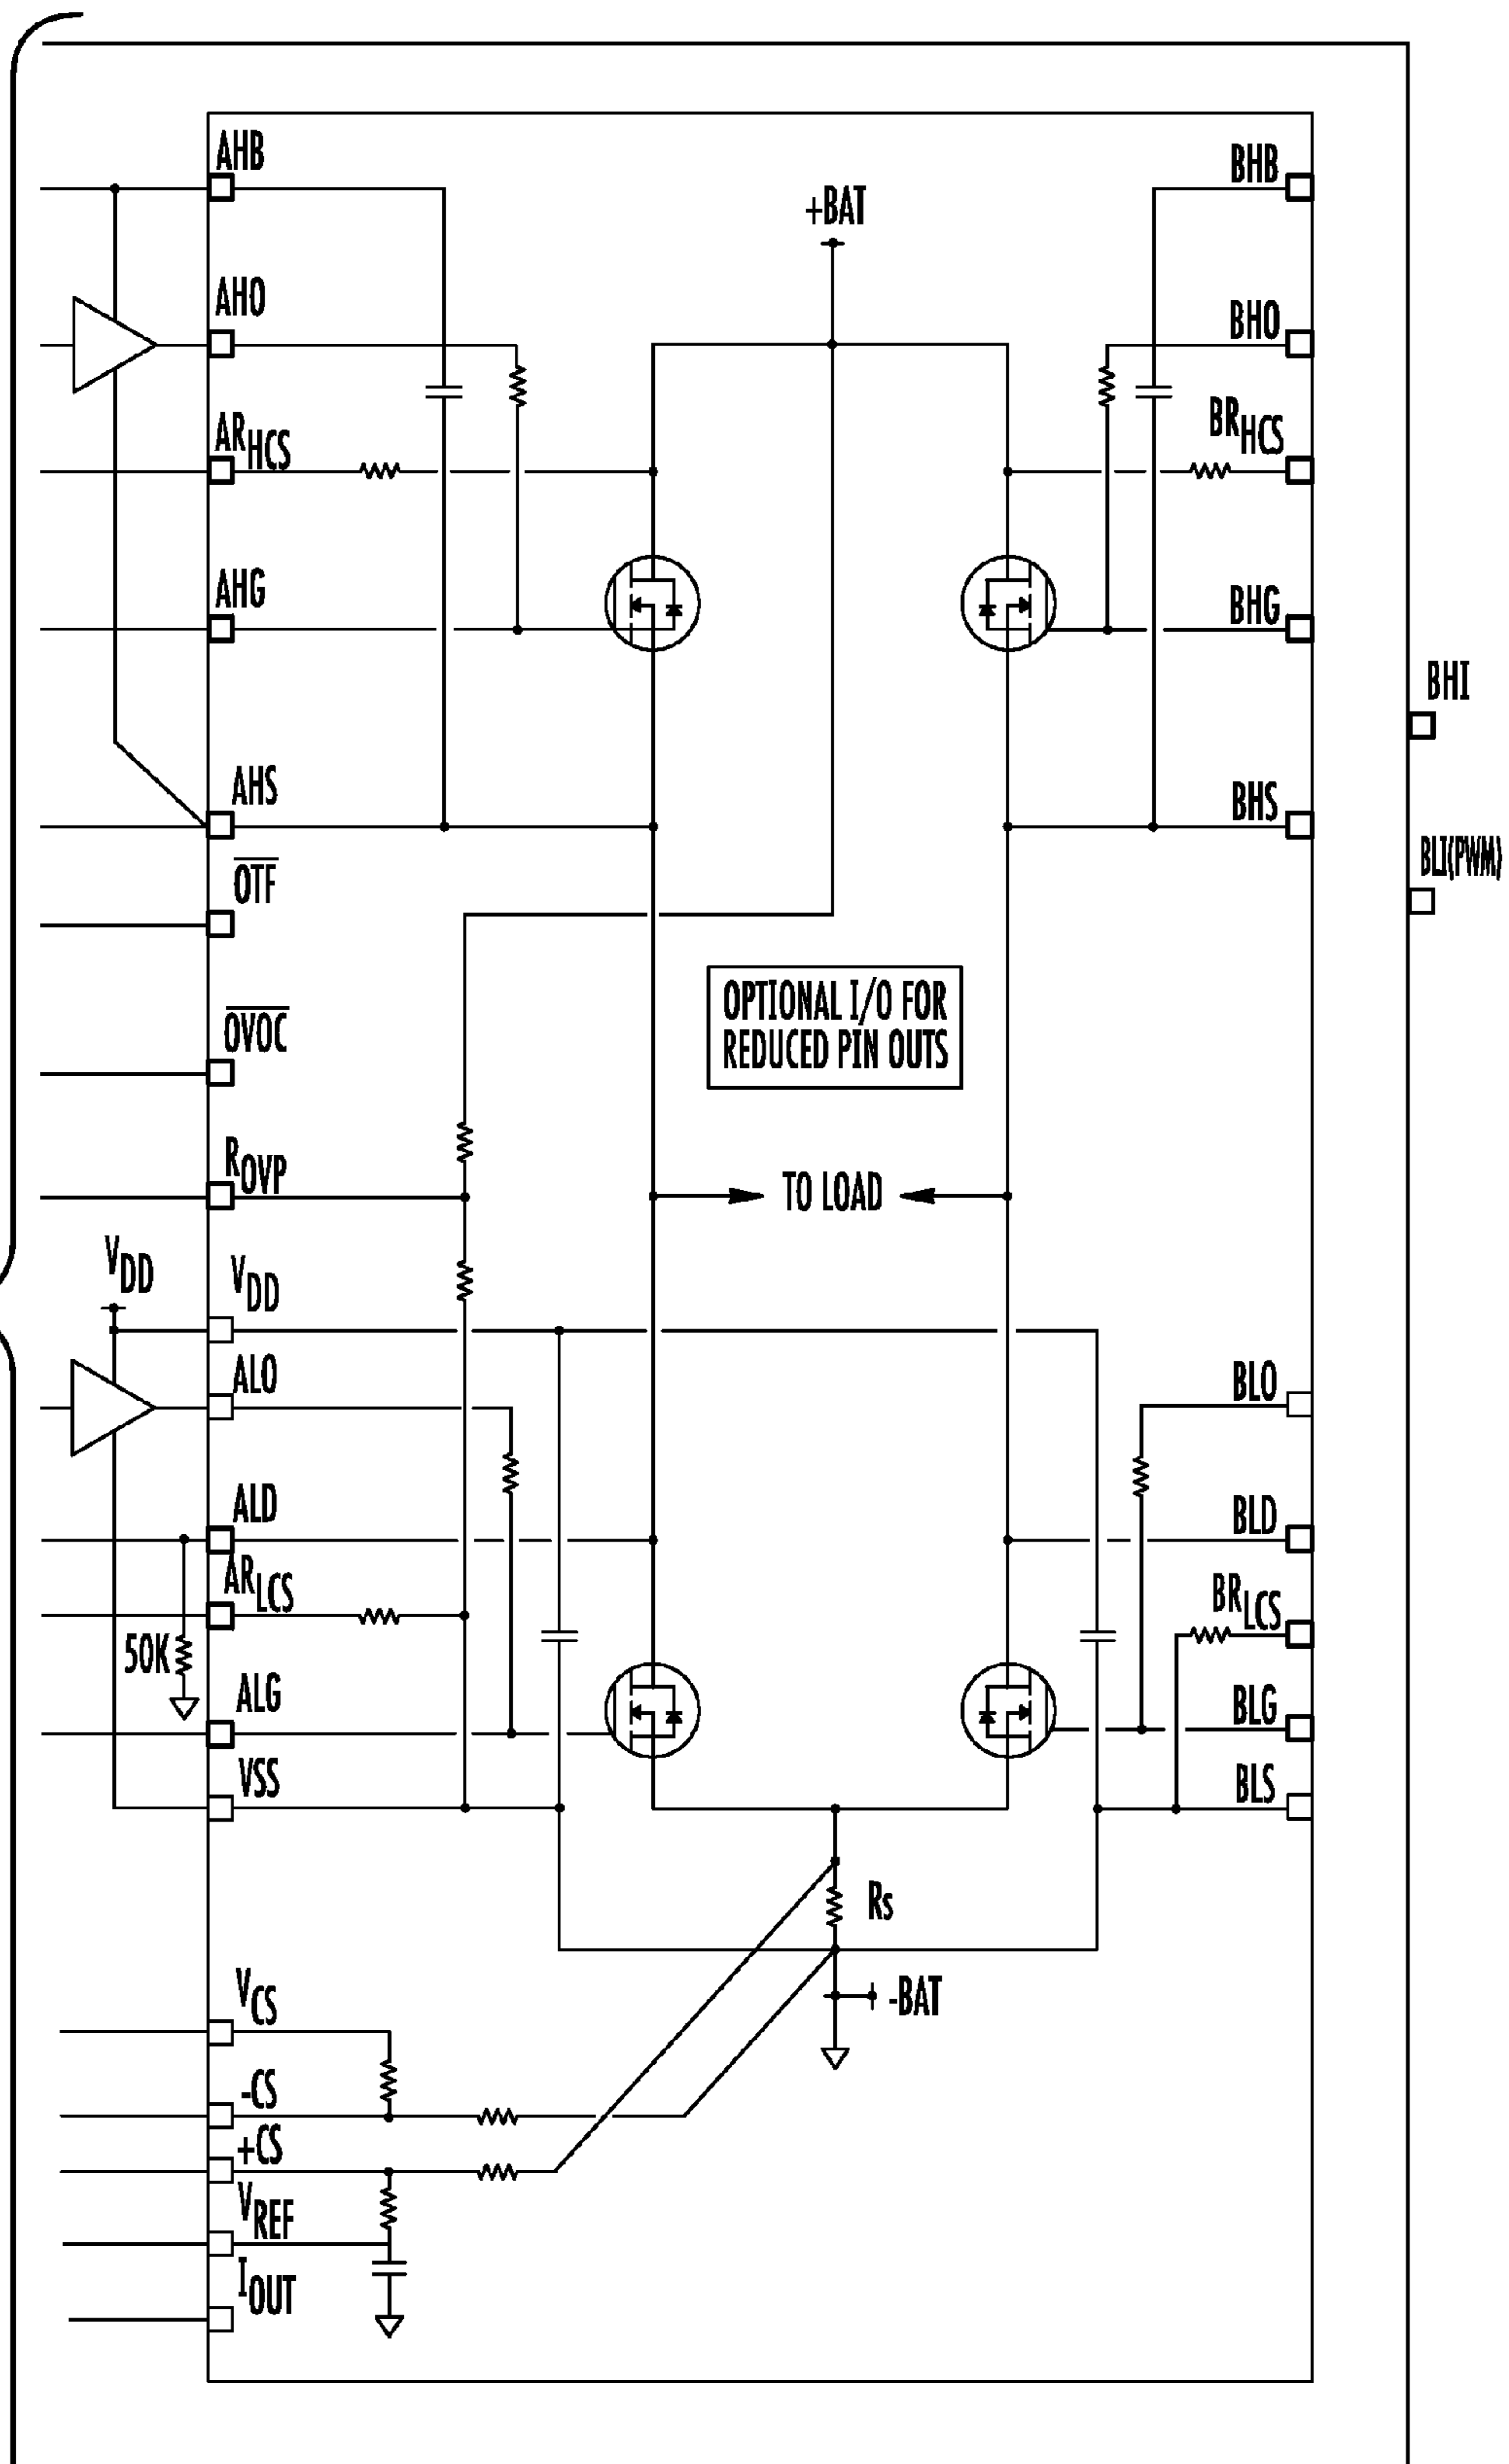 AHB
BHB
+BAT
AHO
BHO
ARHCS
BRHCS
AHG
BHG
BHI
AHS
BHS
BLI(PWM)
OTF
OPTIONAL I/O FOR
REDUCED PIN OUTS
OVOC
ROVP
TO LOAD
VDD
VDD
ALO
BLO
ALD
BLD
ARLCS
BRLCS
50K
ALG
BLG
VSS
BLS
Rs
VCS
-BAT
-CS
+CS
VREF
IOUT